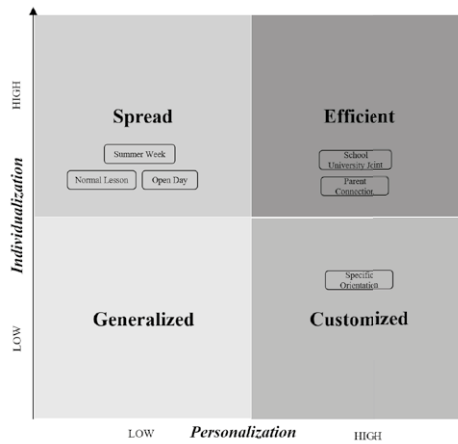 HIGH
Individualization
LOW
Spread
Efficient
Summer Week
Normal Lesson
Open Day
School
University Joint
Parent
Connection
Generalized
Customized
Specific
Orientation
LOW
Personalization
HIGH